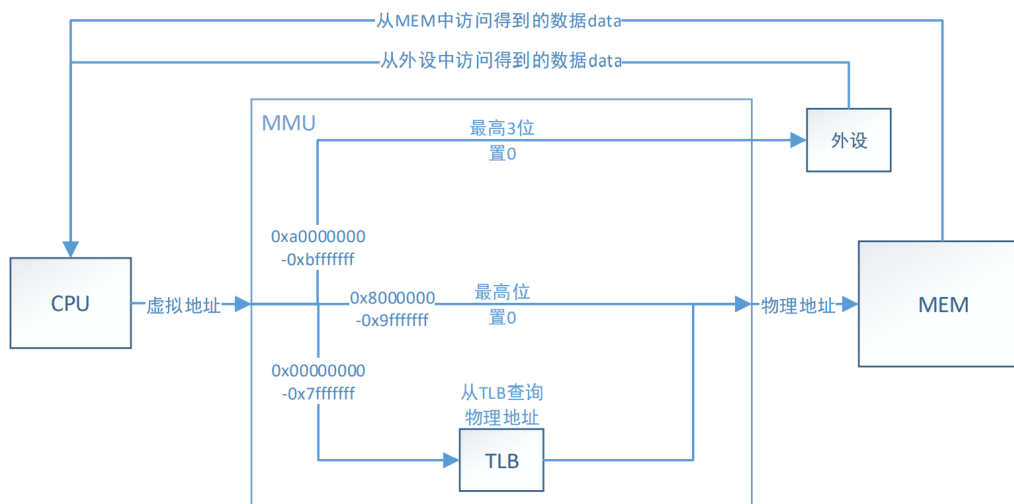 从MEM中访问得到的数据data
从外设中访问得到的数据data
MMU
最高3位
置0
外设
0xa0000000
-0xbfffffff
CPU
虚拟地址
0x8000000
-0x9fffffff
最高位
置0
物理地址
MEM
0x00000000
-0x7fffffff
从TLB查询
物理地址
TLB